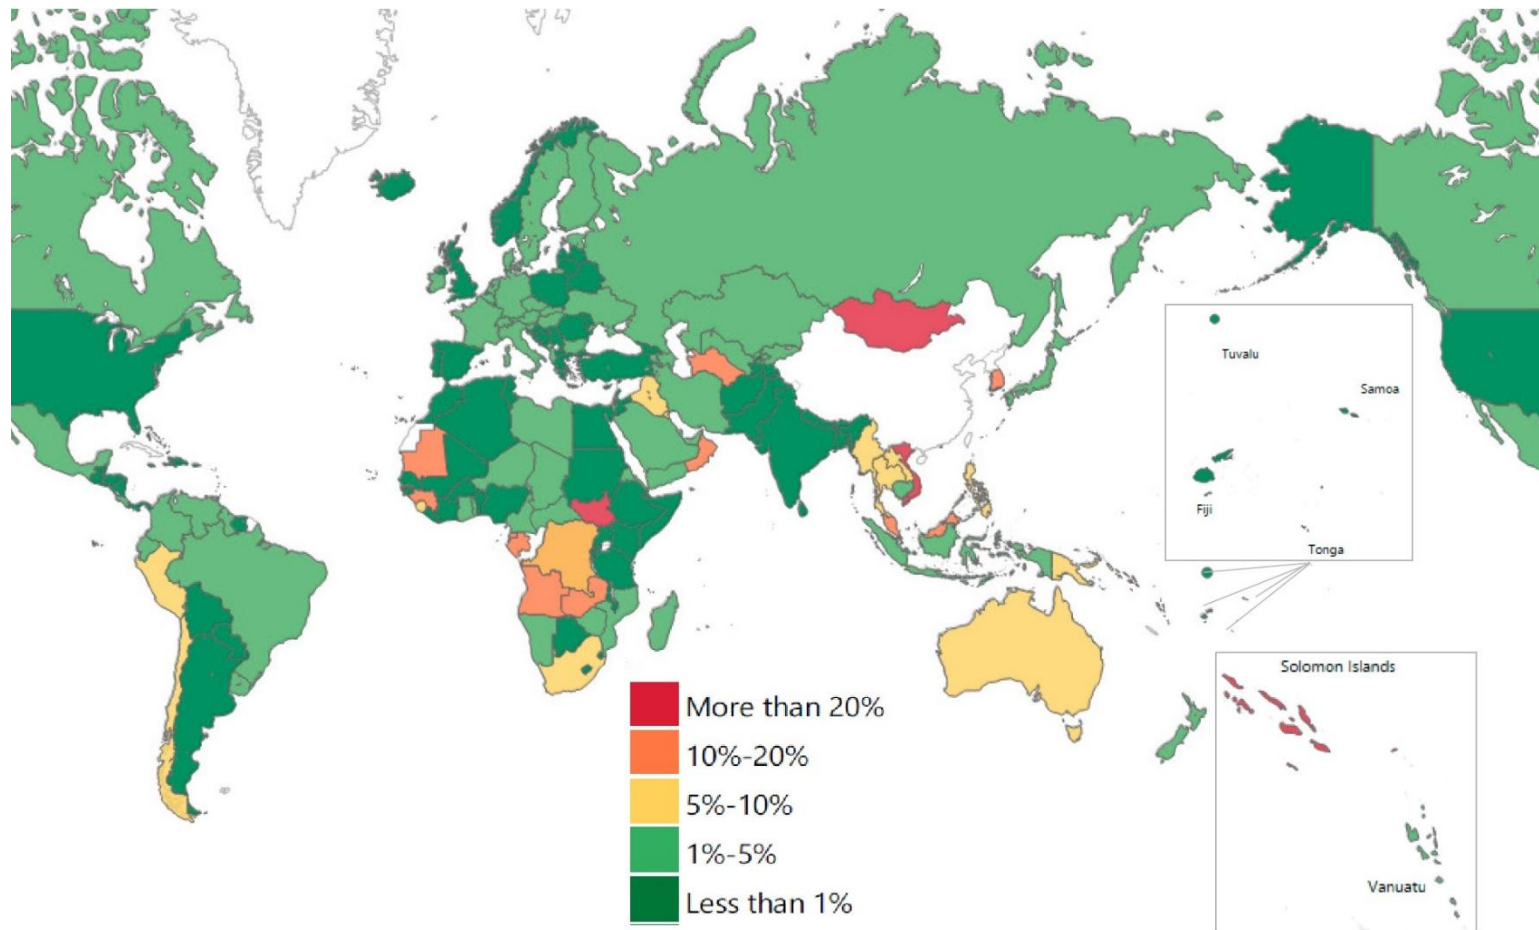 Tuvalu
Samoa
Fiji
Tonga
Solomon Islands
More than 20%
10%-20%
5%-10%
1%-5%
Vanuatu
Less than 1%